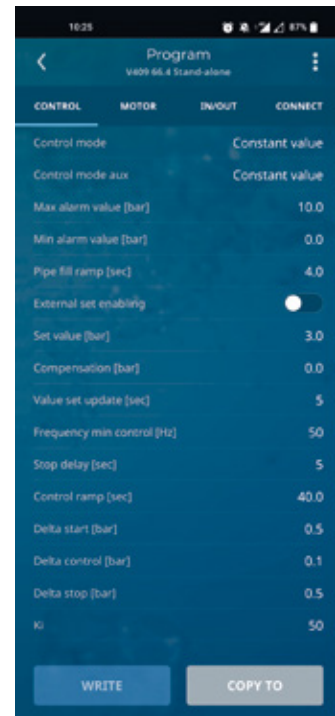 10:25 87%
Program
V409 66.4 Stand-alone
CONTROL MOTOR IN/OUT CONNECT
Control mode Constant value
Control mode aux Constant value
Max alarm value [bar] 10.0
Min alarm value [bar] 0.0
Pipe fill ramp [sec] 4.0
External set enabling
Set value [bar] 3.0
Compensation [bar] 0.0
Value set update [sec] 5
Frequency min control [Hz] 50
Stop delay [sec] 5
Control ramp [sec] 40.0
Delta start [bar] 0.5
Delta control [bar] 0.1
Delta stop [bar] 0.5
Ki 50
WRITE COPY TO